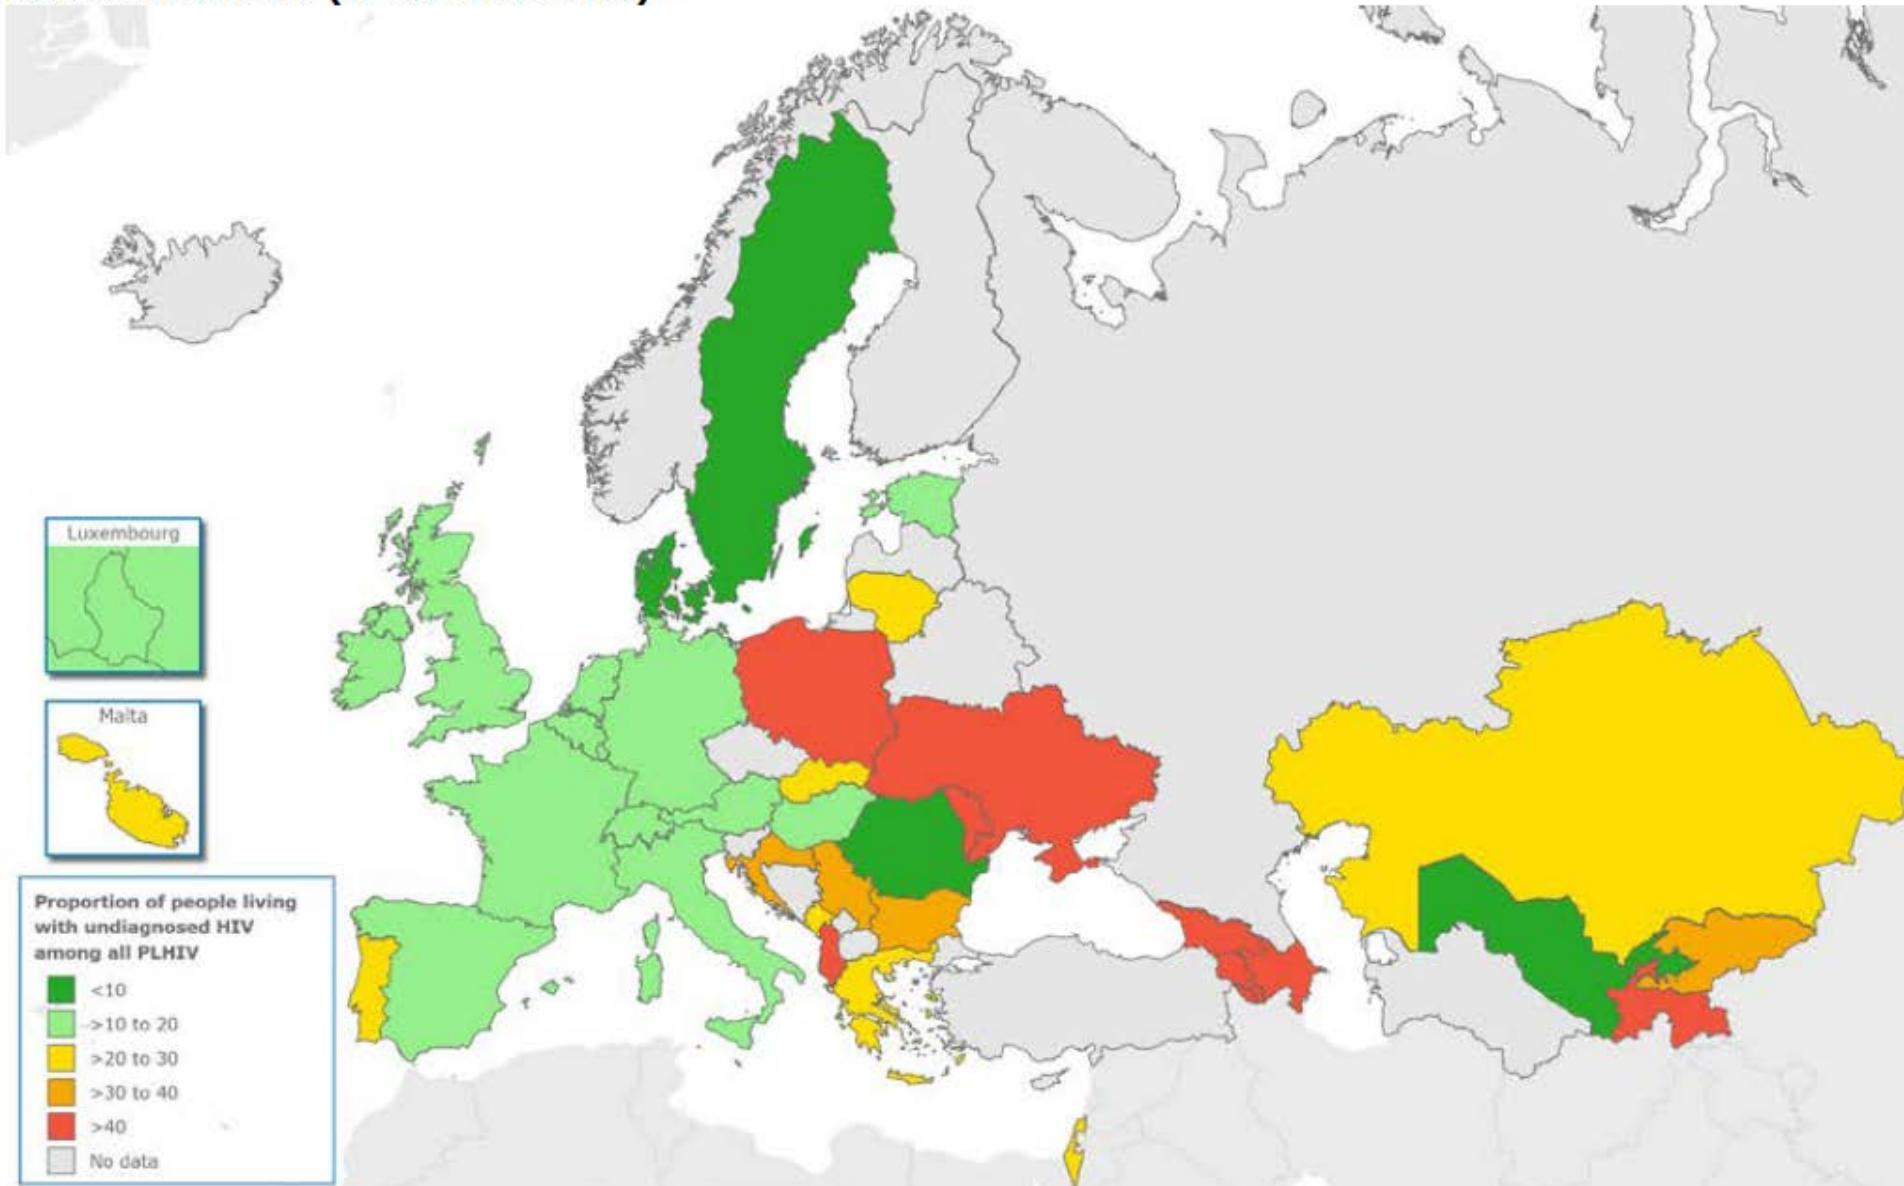 Luxembourg
Malta
Proportion of people living
with undiagnosed HIV
among all PLHIV
<10
>10 to 20
>20 to 30
>30 to 40
>40
No data